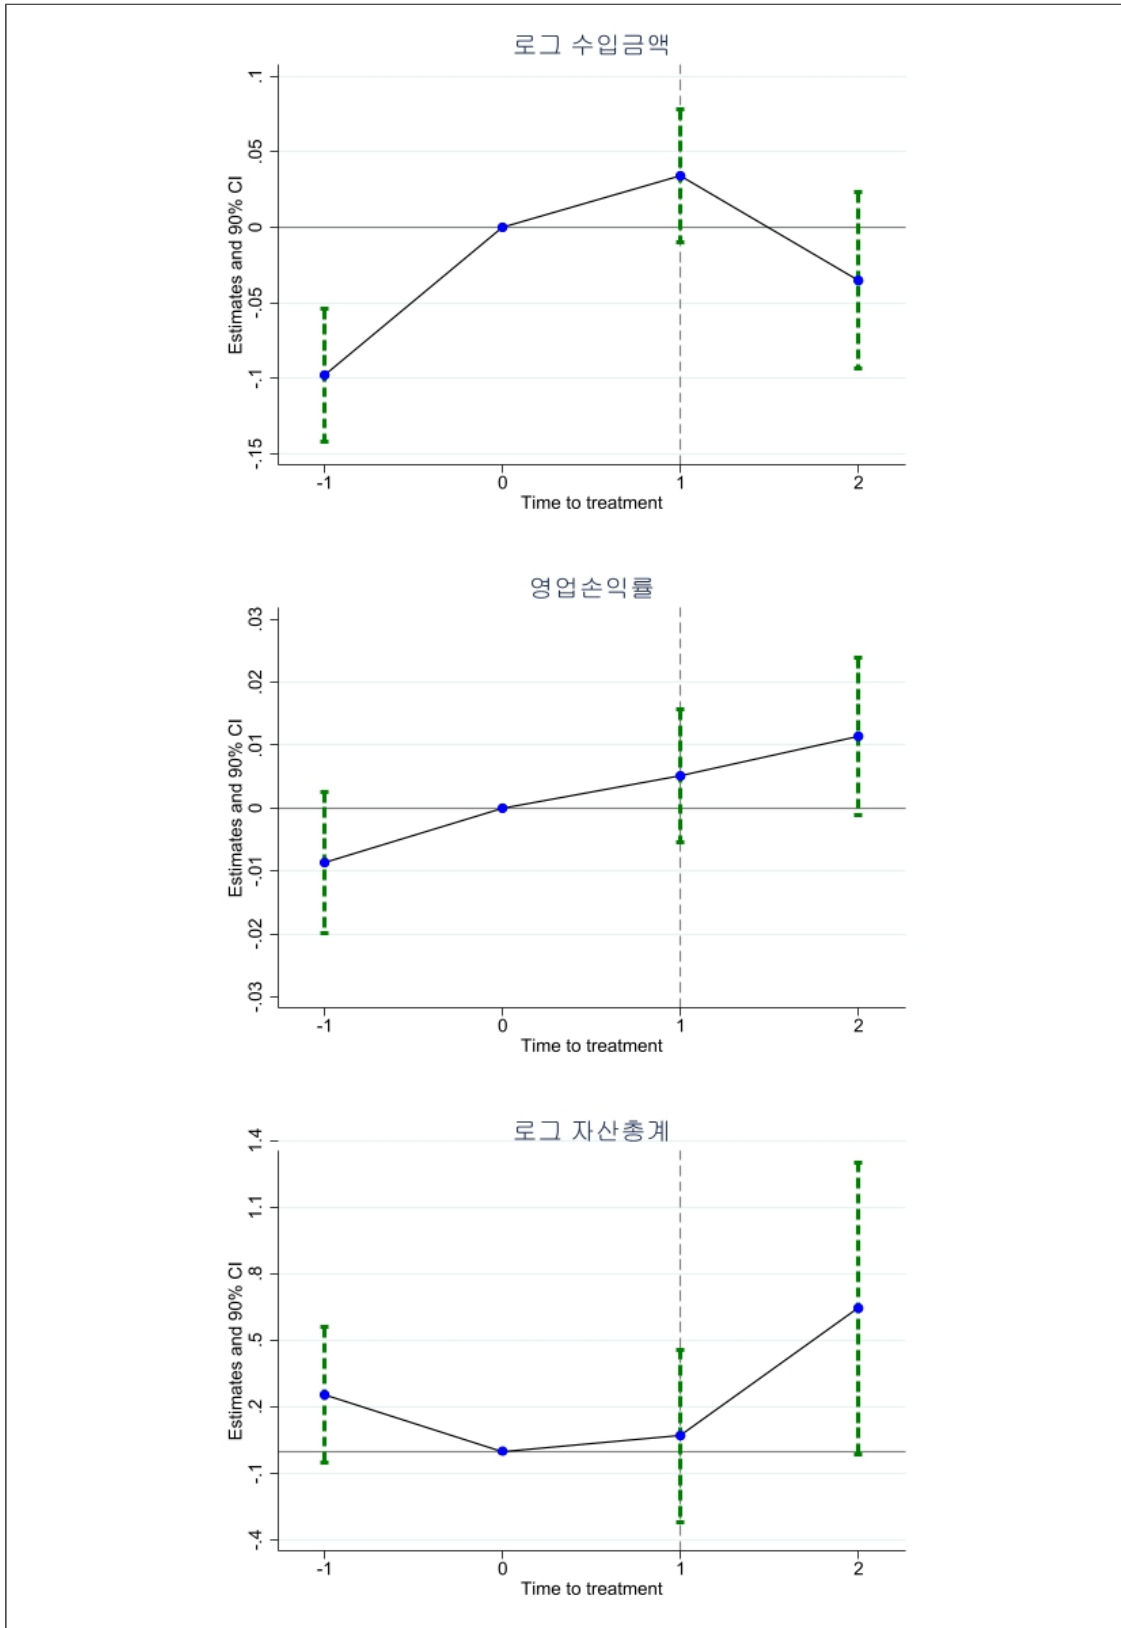 로그 수입금액
Estimates and 90% CI
.1
.05
0
-.05
-.1
-.15
-1 0 1 2
Time to treatment
영업손익률
Estimates and 90% CI
.03
.02
.01
0
-.01
-.02
-.03
-1 0 1 2
Time to treatment
로그 자산총계
Estimates and 90% CI
1.4
1.1
.8
.5
.2
-.1
-.4
-1 0 1 2
Time to treatment